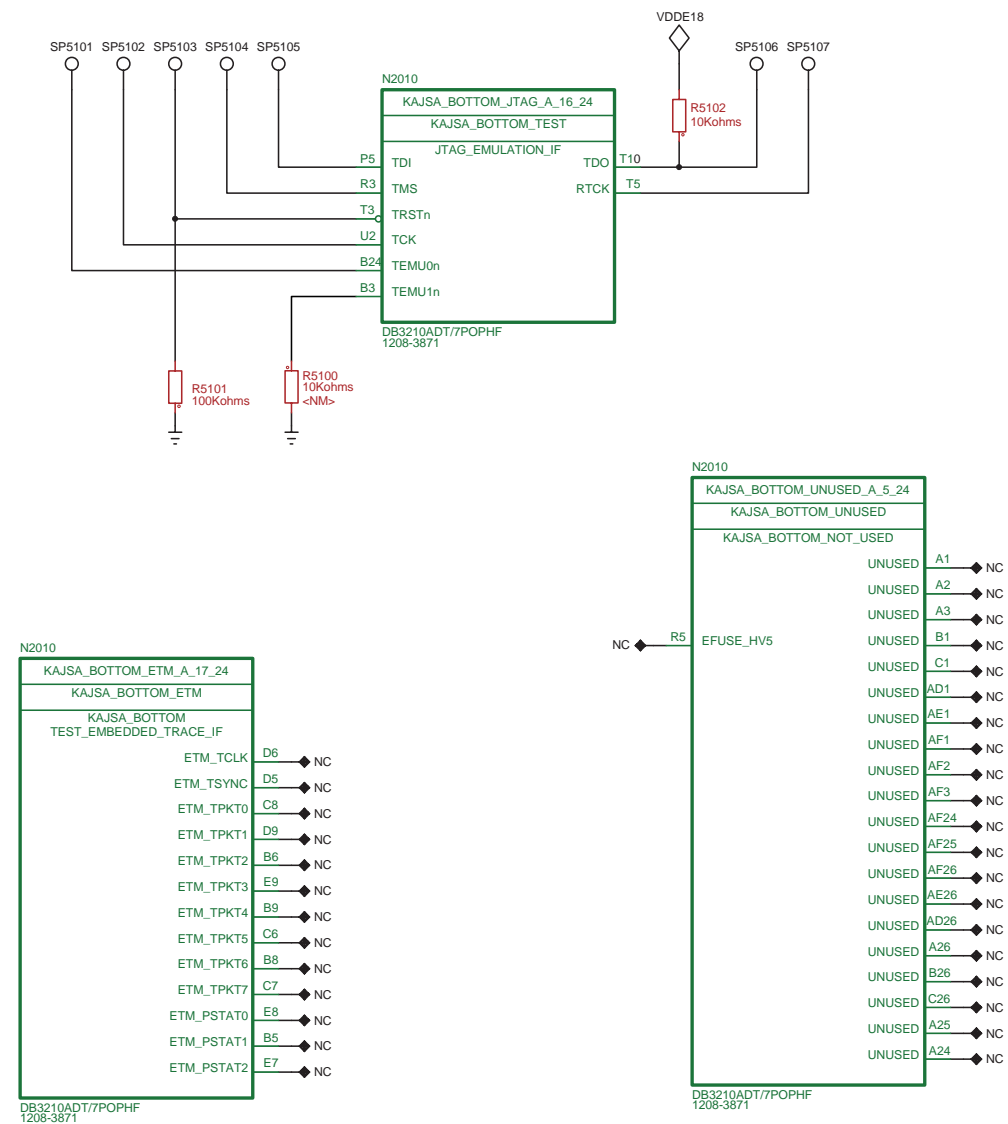 VDDE18
SP5101 SP5102 SP5103 SP5104 SP5105
SP5106 SP5107
N2010
KAJSA_BOTTOM_JTAG_A_16_24
KAJSA_BOTTOM_TEST
JTAG_EMULATION_IF
R5102
10Kohms
P5 TDI
TDO T10
R3 TMS
RTCK T5
T3 TRSTn
U2 TCK
B24 TEMU0n
B3 TEMU1n
DB3210ADT/7POPHF
1208-3871
R5101
100Kohms
R5100
10Kohms
<NM>
N2010
KAJSA_BOTTOM_UNUSED_A_5_24
KAJSA_BOTTOM_UNUSED
KAJSA_BOTTOM_NOT_USED
UNUSED A1 NC
UNUSED A2 NC
UNUSED A3 NC
NC R5 EFUSE_HV5
UNUSED B1 NC
UNUSED C1 NC
UNUSED AD1 NC
UNUSED AE1 NC
UNUSED AF1 NC
UNUSED AF2 NC
UNUSED AF3 NC
UNUSED AF24 NC
UNUSED AF25 NC
UNUSED AF26 NC
UNUSED AE26 NC
UNUSED AD26 NC
UNUSED A26 NC
UNUSED B26 NC
UNUSED C26 NC
UNUSED A25 NC
UNUSED A24 NC
DB3210ADT/7POPHF
1208-3871
N2010
KAJSA_BOTTOM_ETM_A_17_24
KAJSA_BOTTOM_ETM
KAJSA_BOTTOM
TEST_EMBEDDED_TRACE_IF
ETM_TCLK D6 NC
ETM_TSYNC D5 NC
ETM_TPKT0 C8 NC
ETM_TPKT1 D9 NC
ETM_TPKT2 B6 NC
ETM_TPKT3 E9 NC
ETM_TPKT4 B9 NC
ETM_TPKT5 C6 NC
ETM_TPKT6 B8 NC
ETM_TPKT7 C7 NC
ETM_PSTAT0 E8 NC
ETM_PSTAT1 B5 NC
ETM_PSTAT2 E7 NC
DB3210ADT/7POPHF
1208-3871